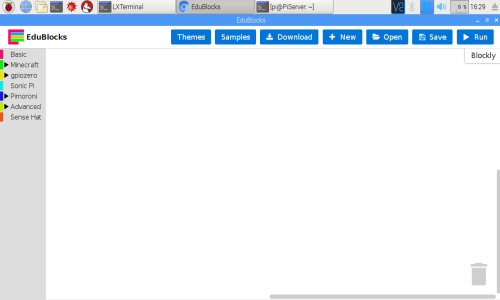 LXTerminal EduBlocks [pi@PiServer: ~] V2 0 % 16:29
EduBlocks
EduBlocks Themes Samples Download New Open Save Run
Blockly
Basic
Minecraft
gpiozero
Sonic Pi
Pimoroni
Advanced
Sense Hat